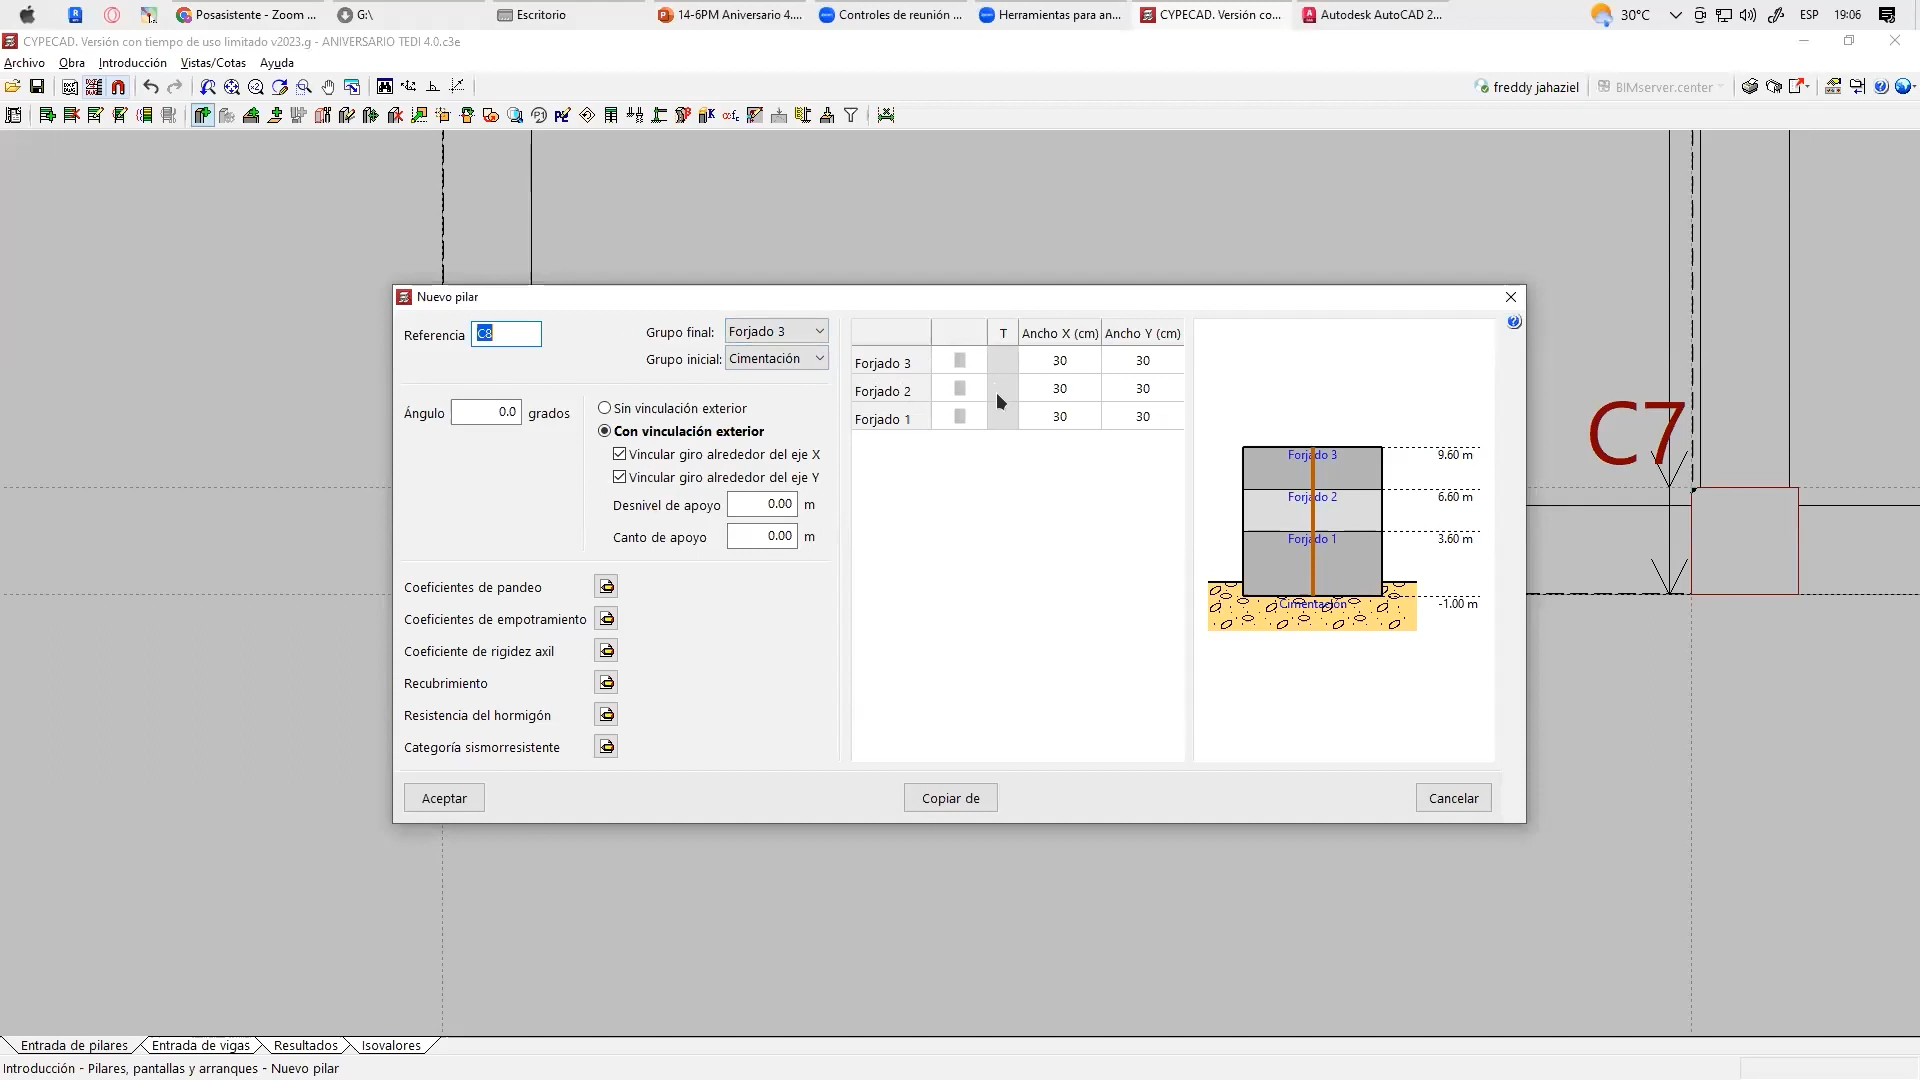 Posasistente - Zoom ...
G:\
Escritorio
14-6PM Aniversario 4....
Controles de reunión ...
Herramientas para an...
CYPECAD. Versión co...
Autodesk AutoCAD 2...
30°C
ESP
19:06
CYPECAD. Versión con tiempo de uso limitado v2023.g - ANIVERSARIO TEDI 4.0.c3e
Archivo Obra Introducción Vistas/Cotas Ayuda
freddy jahaziel
BIMserver.center
Nuevo pilar
Referencia C8
Grupo final: Forjado 3
Grupo inicial: Cimentación
Ángulo 0.0 grados
Sin vinculación exterior
Con vinculación exterior
Vincular giro alrededor del eje X
Vincular giro alrededor del eje Y
Desnivel de apoyo 0.00 m
Canto de apoyo 0.00 m
Coeficientes de pandeo
Coeficientes de empotramiento
Coeficiente de rigidez axil
Recubrimiento
Resistencia del hormigón
Categoría sismorresistente
T Ancho X (cm) Ancho Y (cm)
Forjado 3 30 30
Forjado 2 30 30
Forjado 1 30 30
Forjado 3 9.60 m
Forjado 2 6.60 m
Forjado 1 3.60 m
Cimentación -1.00 m
Aceptar
Copiar de
Cancelar
C7
Entrada de pilares
Entrada de vigas
Resultados
Isovalores
Introducción - Pilares, pantallas y arranques - Nuevo pilar